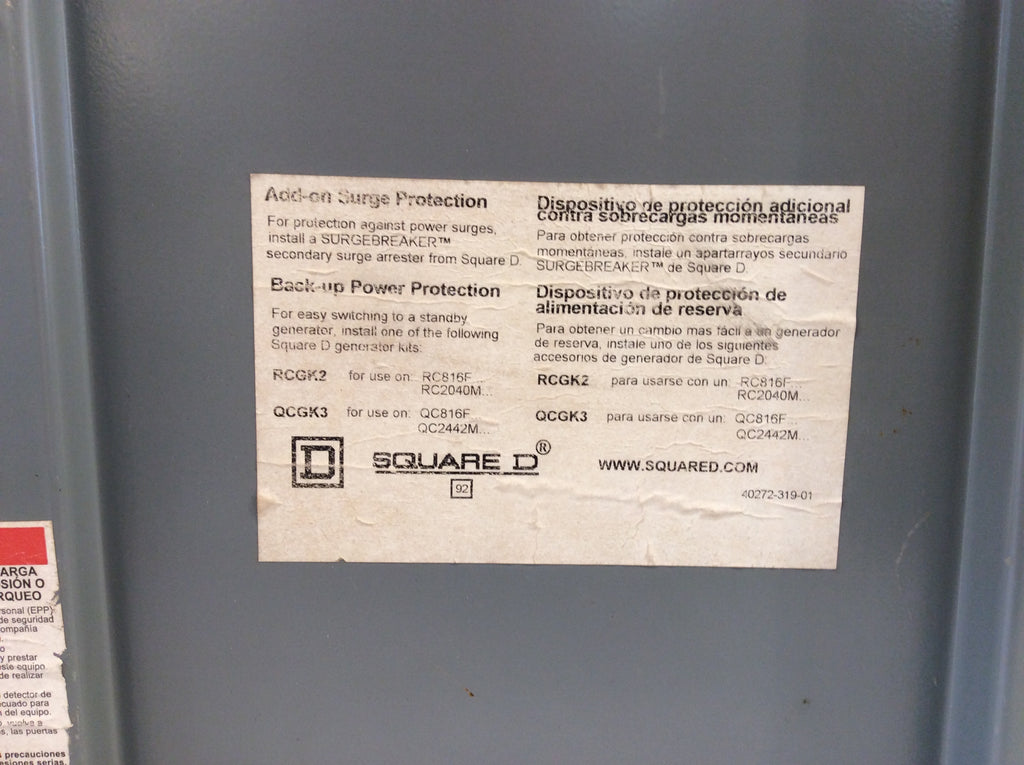 Add-on Surge Protection
For protection against power surges,
install a SURGEBREAKER™
secondary surge arrester from Square D.
Back-up Power Protection
For easy switching to a standby
generator, install one of the following
Square D generator kits:
RCGK2 for use on: RC816F...
RC2040M...
QCGK3 for use on: QC816F...
QC2442M...
Dispositivo de protección adicional
contra sobrecargas momentáneas
Para obtener protección contra sobrecargas
momentáneas, instale un apartarrayos secundario
SURGEBREAKER™ de Square D.
Dispositivo de protección de
alimentación de reserva
Para obtener un cambio mas fácil a un generador
de reserva, instale uno de los siguientes
accesorios de generador de Square D:
RCGK2 para usarse con un: RC816F...
RC2040M...
QCGK3 para usarse con un: QC816F...
QC2442M...
D
SQUARE D®
92
WWW.SQUARED.COM
40272-319-01
ARGA
SIÓN O
RQUEO
sonal (EPP)
de seguridad
ompañía
o
y prestar
este equipo
de realizar
detector de
cuado para
del equipo.
vuelva a
s, las puertas
precauciones
esiones serias.